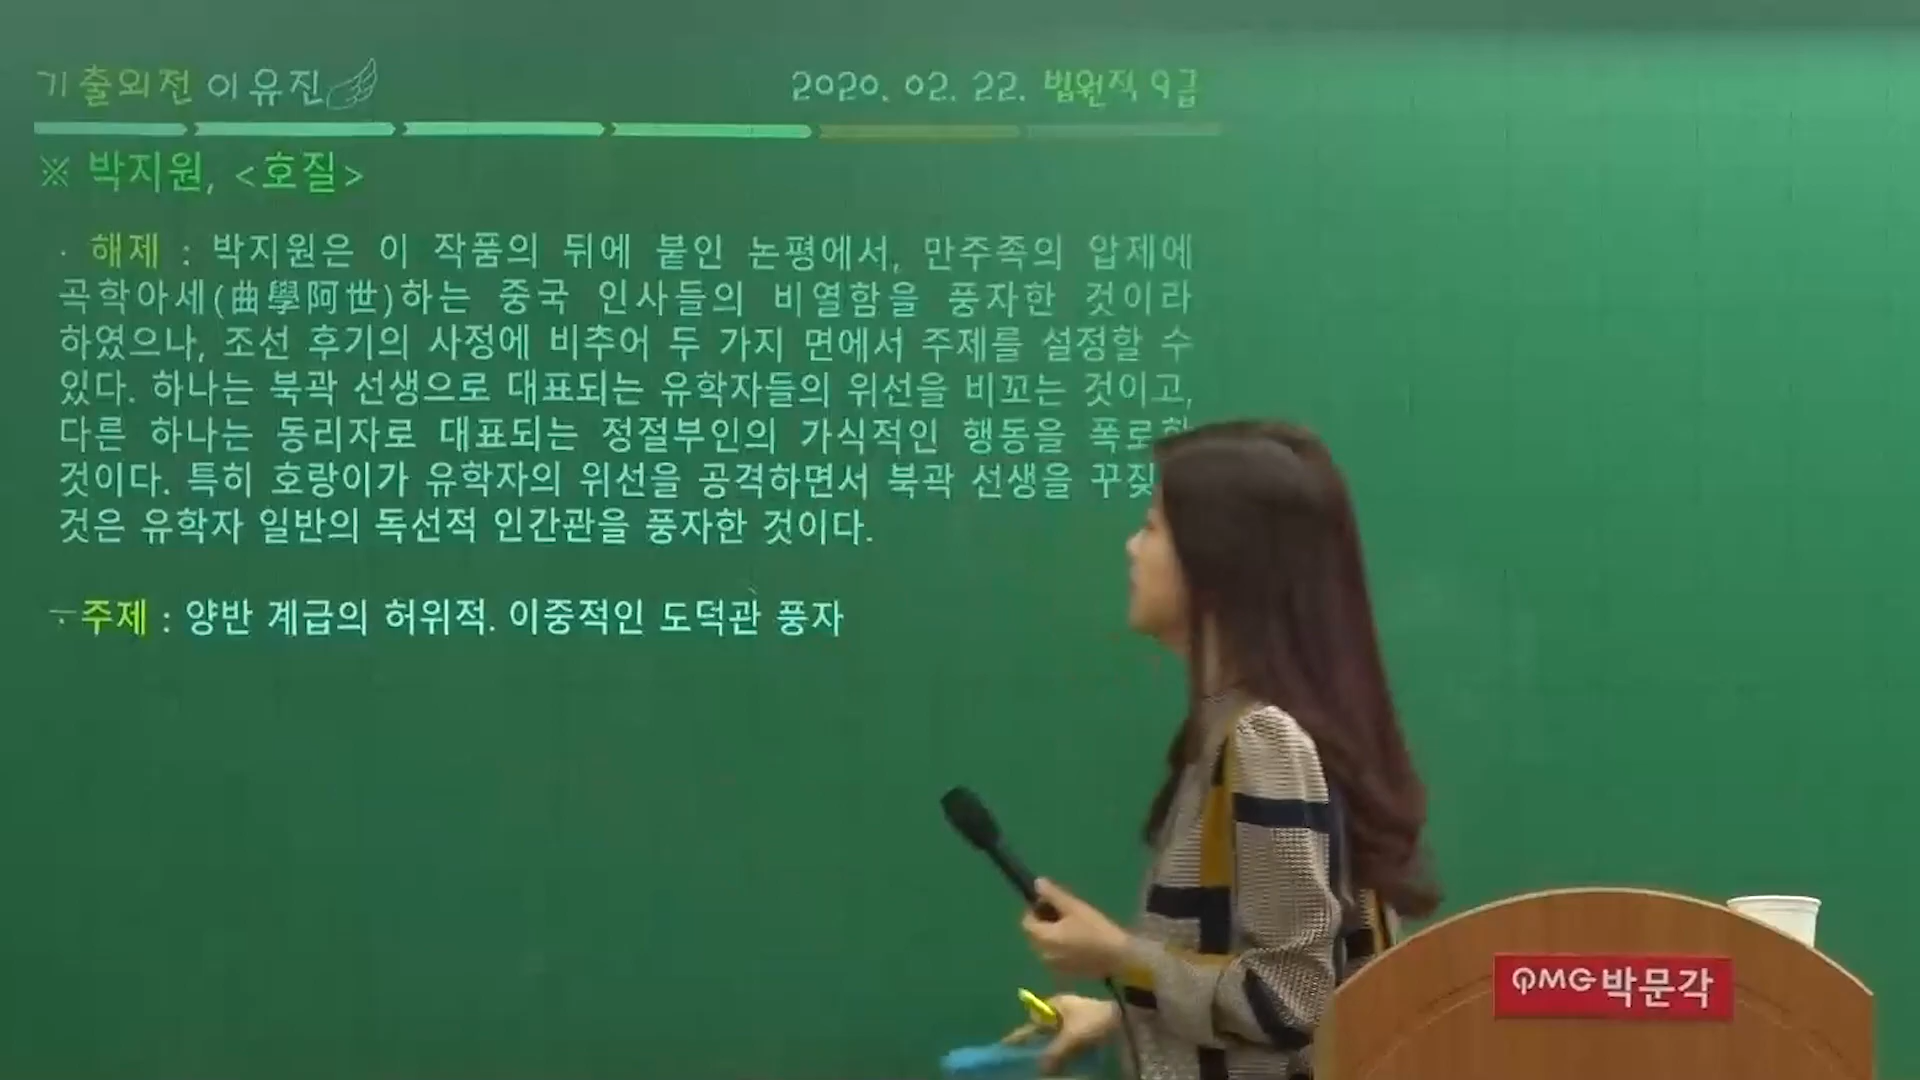 기출외전 이유진
2020. 02. 22. 법원직 9급
※ 박지원, <호질>
· 해제 : 박지원은 이 작품의 뒤에 붙인 논평에서, 만주족의 압제에
곡학아세(曲學阿世)하는 중국 인사들의 비열함을 풍자한 것이라
하였으나, 조선 후기의 사정에 비추어 두 가지 면에서 주제를 설정할 수
있다. 하나는 북곽 선생으로 대표되는 유학자들의 위선을 비꼬는 것이고,
다른 하나는 동리자로 대표되는 정절부인의 가식적인 행동을 폭로한
것이다. 특히 호랑이가 유학자의 위선을 공격하면서 북곽 선생을 꾸짖
것은 유학자 일반의 독선적 인간관을 풍자한 것이다.
· 주제 : 양반 계급의 허위적. 이중적인 도덕관 풍자
PMG 박문각